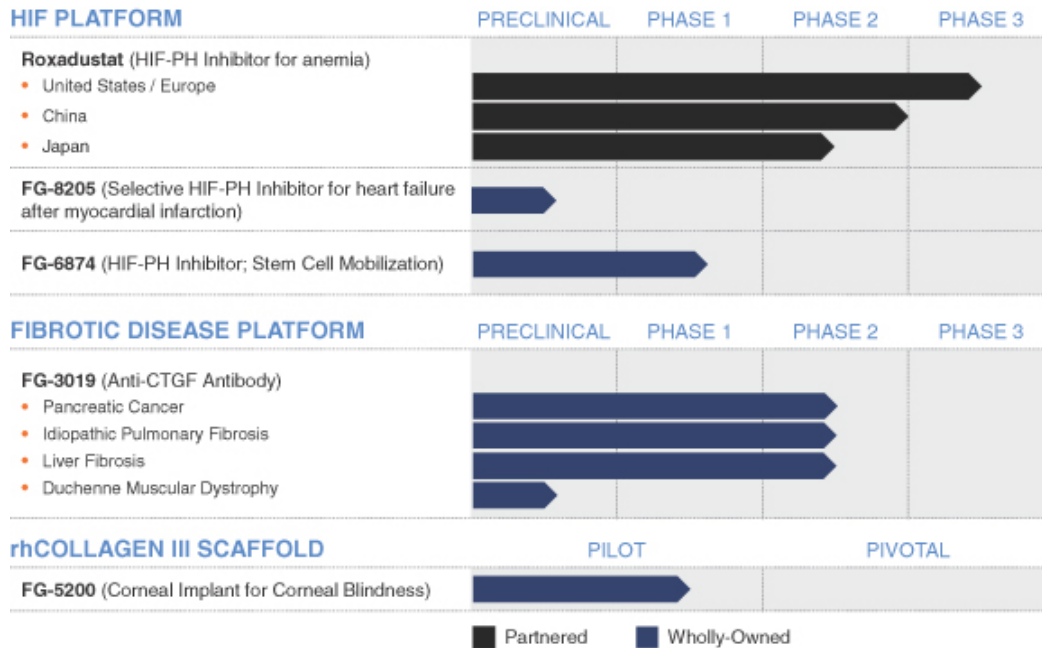 HIF PLATFORM PRECLINICAL PHASE 1 PHASE 2 PHASE 3
Roxadustat (HIF-PH Inhibitor for anemia)
• United States / Europe
• China
• Japan
FG-8205 (Selective HIF-PH Inhibitor for heart failure
after myocardial infarction)
FG-6874 (HIF-PH Inhibitor; Stem Cell Mobilization)
FIBROTIC DISEASE PLATFORM PRECLINICAL PHASE 1 PHASE 2 PHASE 3
FG-3019 (Anti-CTGF Antibody)
• Pancreatic Cancer
• Idiopathic Pulmonary Fibrosis
• Liver Fibrosis
• Duchenne Muscular Dystrophy
rhCOLLAGEN III SCAFFOLD PILOT PIVOTAL
FG-5200 (Corneal Implant for Corneal Blindness)
Partnered Wholly-Owned